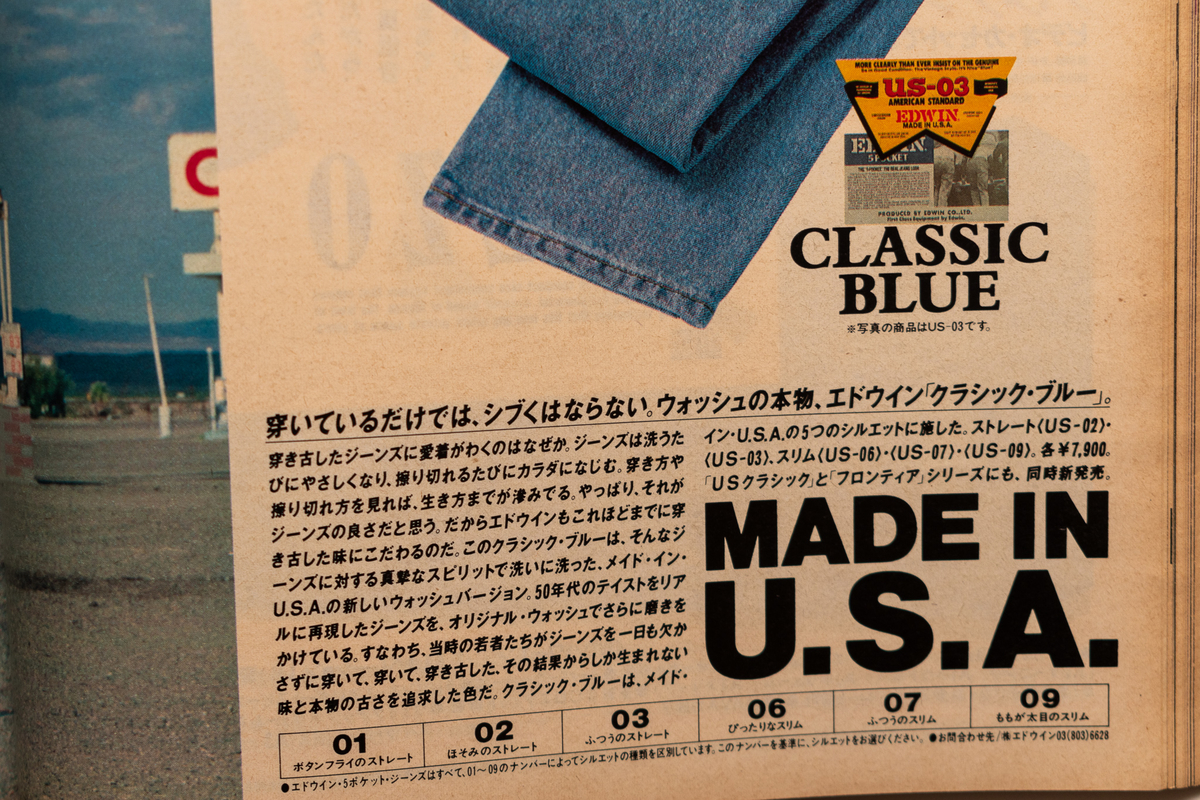 MORE CLEARLY THAN EVER INSIST ON THE GENUINE
US-03
AMERICAN STANDARD
EDWIN
MADE IN U.S.A.
5 POCKET
PRODUCED BY EDWIN CO.,LTD.
First Class Equipment by Edwin.
CLASSIC
BLUE
※写真の商品はUS-03です。
穿いているだけでは、シブくはならない。ウォッシュの本物、エドウイン「クラシック・ブルー」。
穿き古したジーンズに愛着がわくのはなぜか。ジーンズは洗うた
びにやさしくなり、擦り切れるたびにカラダになじむ。穿き方や
擦り切れ方を見れば、生き方までが滲みでる。やっぱり、それが
ジーンズの良さだと思う。だからエドウインもこれほどまでに穿
き古した味にこだわるのだ。このクラシック・ブルーは、そんなジ
ーンズに対する真摯なスピリットで洗いに洗った、メイド・イン・
U.S.A.の新しいウォッシュバージョン。50年代のテイストをリア
ルに再現したジーンズを、オリジナル・ウォッシュでさらに磨きを
かけている。すなわち、当時の若者たちがジーンズを一日も欠か
さずに穿いて、穿いて、穿き古した、その結果からしか生まれない
味と本物の古さを追求した色だ。クラシック・ブルーは、メイド・
イン・U.S.A.の5つのシルエットに施した。ストレート〈US-02〉・
〈US-03〉、スリム〈US-06〉・〈US-07〉・〈US-09〉。各¥7,900。
「USクラシック」と「フロンティア」シリーズにも、同時新発売。
MADE IN
U.S.A.
01
ボタンフライのストレート
02
ほそみのストレート
03
ふつうのストレート
06
ぴったりなスリム
07
ふつうのスリム
09
ももが太目のスリム
●エドウイン・5ポケット・ジーンズはすべて、01〜09のナンバーによってシルエットの種類を区別しています。このナンバーを基準に、シルエットをお選びください。●お問合わせ先/㈱エドウイン03(803)6628